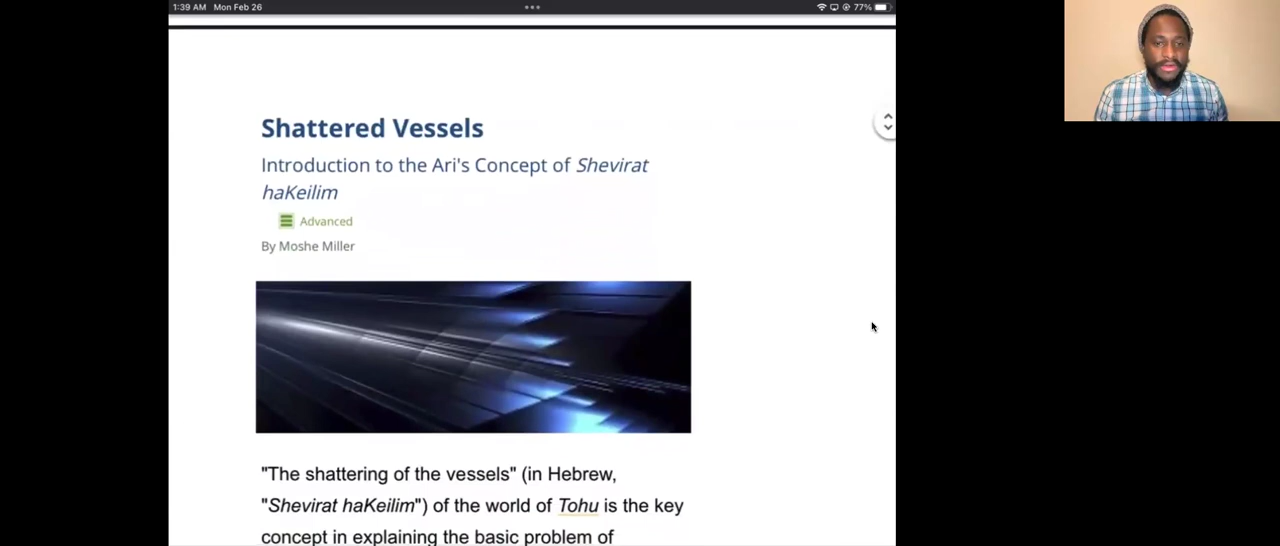 1:39 AM Mon Feb 26
77%
Shattered Vessels
Introduction to the Ari's Concept of Shevirat
haKeilim
Advanced
By Moshe Miller
"The shattering of the vessels" (in Hebrew,
"Shevirat haKeilim") of the world of Tohu is the key
concept in explaining the basic problem of